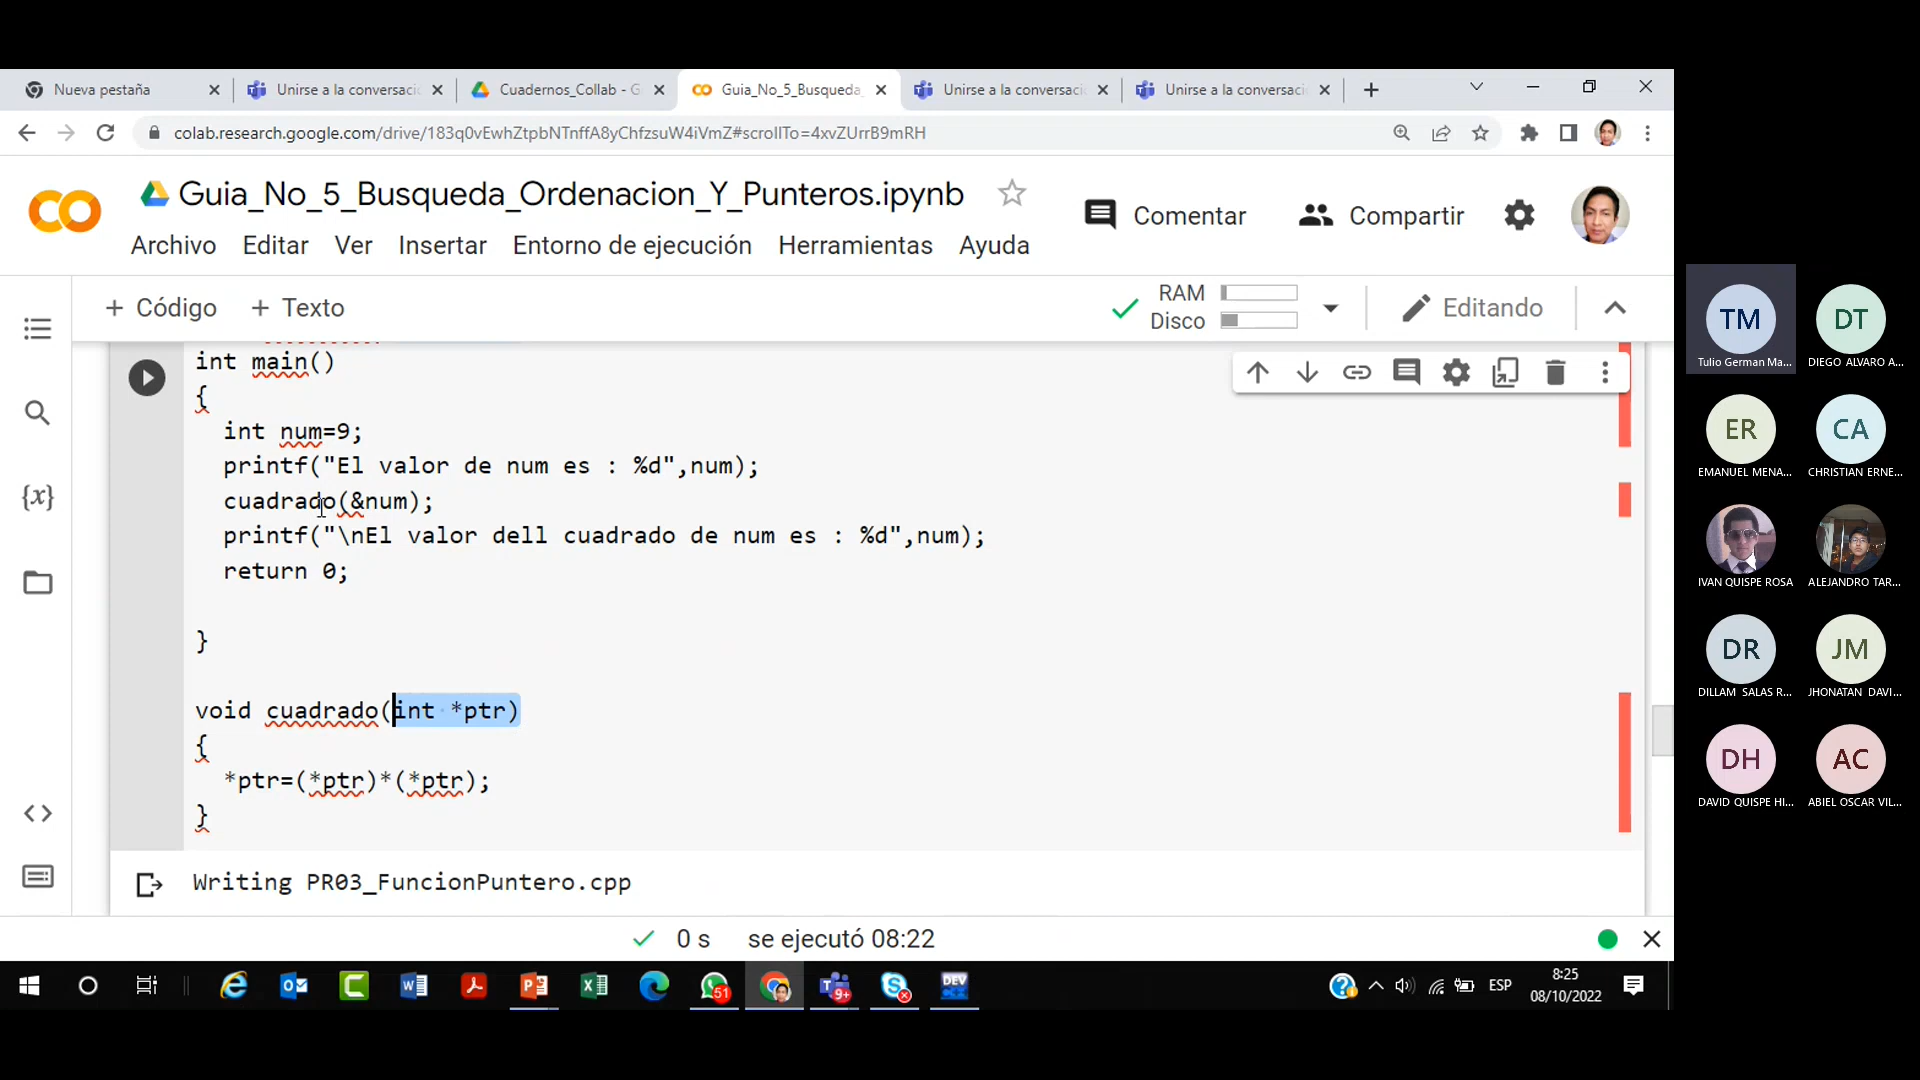 Nueva pestaña
Unirse a la conversaci
Cuadernos_Collab - G
Guia_No_5_Busqueda_
Unirse a la conversaci
Unirse a la conversaci
colab.research.google.com/drive/183q0vEwhZtpbNTnffA8yChfzsuW4iVmZ#scrollTo=4xvZUrrB9mRH
Guia_No_5_Busqueda_Ordenacion_Y_Punteros.ipynb
Comentar
Compartir
Archivo Editar Ver Insertar Entorno de ejecución Herramientas Ayuda
+ Código + Texto
RAM
Disco
Editando
int main()
{
int num=9;
printf("El valor de num es : %d",num);
cuadrado(&num);
printf("\nEl valor dell cuadrado de num es : %d",num);
return 0;
}
void cuadrado(int *ptr)
{
*ptr=(*ptr)*(*ptr);
}
Writing PR03_FuncionPuntero.cpp
0 s se ejecutó 08:22
51
9+
DEV
ESP
8:25
08/10/2022
TM
Tulio German Ma...
DT
DIEGO ALVARO A...
ER
EMANUEL MENA...
CA
CHRISTIAN ERNE...
IVAN QUISPE ROSA
ALEJANDRO TAR...
DR
DILLAM SALAS R...
JM
JHONATAN DAVI...
DH
DAVID QUISPE HI...
AC
ABIEL OSCAR VIL...